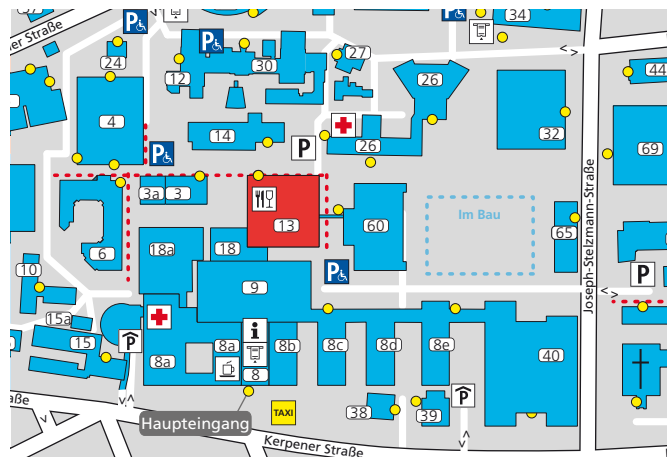 ner Straße
34
24
12
30
27
26
44
4
14
32
26
P
69
3a
3
13
60
Im Bau
65
6
18a
18
10
9
P
Joseph-Stelzmann-Straße
15a
15
P
i
8a
8a
8b
8c
8d
8e
40
8
38
39
P
aße
Haupteingang
TAXI
Kerpener Straße
P
P
P
P
P